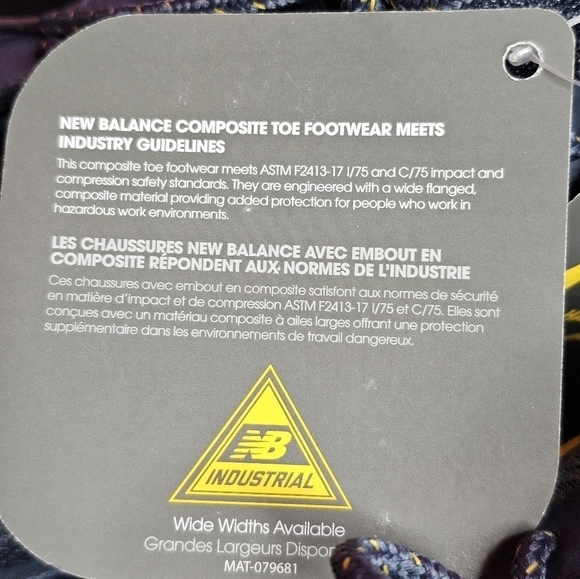 NEW BALANCE COMPOSITE TOE FOOTWEAR MEETS
INDUSTRY GUIDELINES
This composite toe footwear meets ASTM F2413-17 I/75 and C/75 impact and
compression safety standards. They are engineered with a wide flanged,
composite material providing added protection for people who work in
hazardous work environments.
LES CHAUSSURES NEW BALANCE AVEC EMBOUT EN
COMPOSITE RÉPONDENT AUX NORMES DE L'INDUSTRIE
Ces chaussures avec embout en composite satisfont aux normes de sécurité
en matière d'impact et de compression ASTM F2413-17 I/75 et C/75. Elles sont
conçues avec un matériau composite à ailes larges offrant une protection
supplémentaire dans les environnements de travail dangereux.
NB
INDUSTRIAL
Wide Widths Available
Grandes Largeurs
MAT-079681